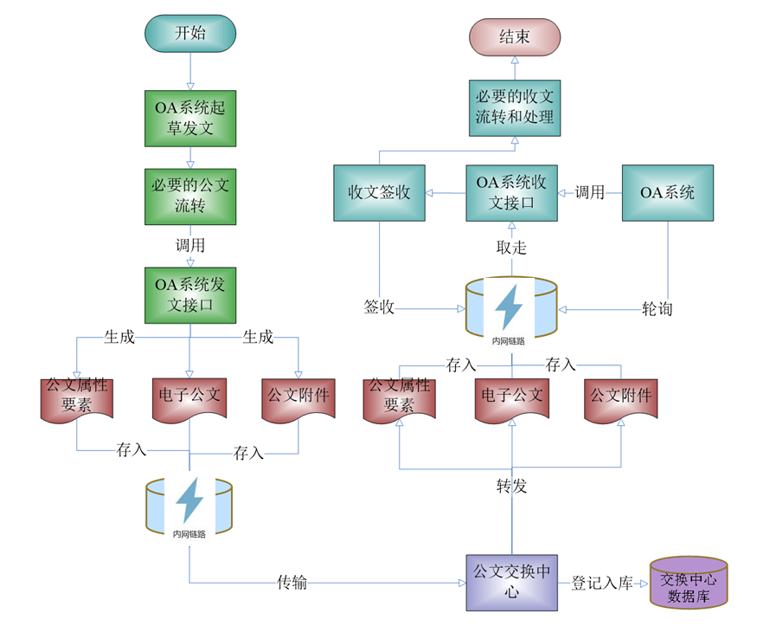 开始
OA系统起
草发文
必要的公文
流转
调用
OA系统发
文接口
生成
生成
公文属性
要素
电子公文
公文附件
存入
存入
内网链路
传输
结束
必要的收文
流转和处理
收文签收
OA系统收
文接口
调用
OA系统
取走
签收
轮询
内网链路
存入
存入
公文属性
要素
电子公文
公文附件
转发
公文交换中
心
登记入库
交换中心
数据库